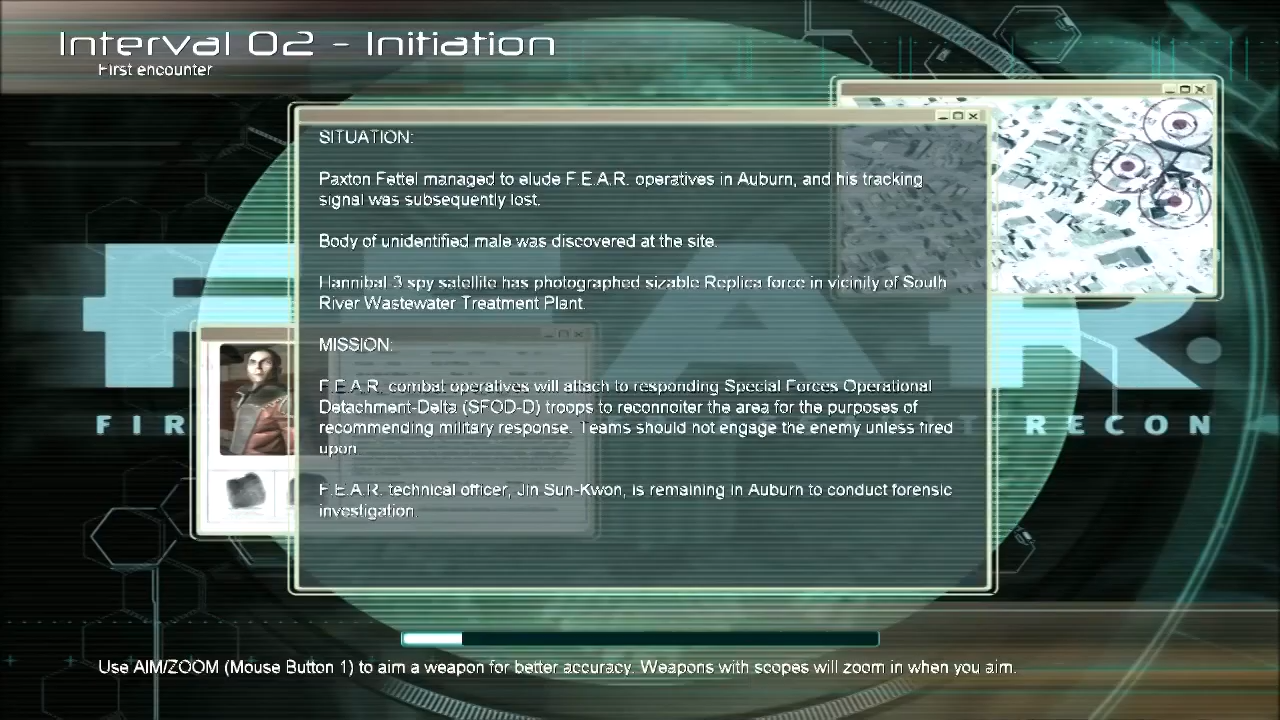 Interval 02 - Initiation
First encounter
SITUATION:
Paxton Fettel managed to elude F.E.A.R. operatives in Auburn, and his tracking
signal was subsequently lost.
Body of unidentified male was discovered at the site.
Hannibal 3 spy satellite has photographed sizable Replica force in vicinity of South
River Wastewater Treatment Plant.
MISSION:
F.E.A.R. combat operatives will attach to responding Special Forces Operational
Detachment-Delta (SFOD-D) troops to reconnoiter the area for the purposes of
recommending military response. Teams should not engage the enemy unless fired
upon.
F.E.A.R. technical officer, Jin Sun-Kwon, is remaining in Auburn to conduct forensic
investigation.
F.E.A.R.
RECON
Use AIM/ZOOM (Mouse Button 1) to aim a weapon for better accuracy. Weapons with scopes will zoom in when you aim.